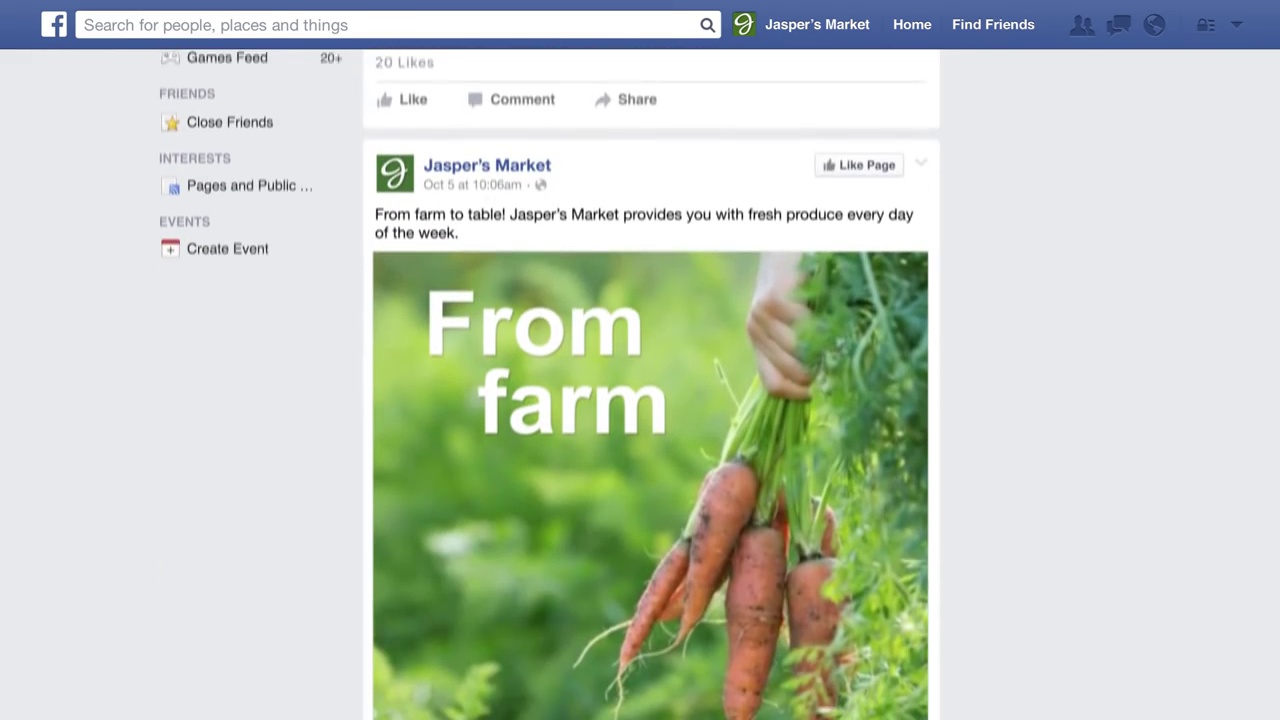 Search for people, places and things
Jasper's Market
Home
Find Friends
Games Feed 20+
FRIENDS
Close Friends
INTERESTS
Pages and Public ...
EVENTS
Create Event
20 Likes
Like Comment Share
Jasper's Market
Like Page
Oct 5 at 10:06am ·
From farm to table! Jasper's Market provides you with fresh produce every day
of the week.
From
farm